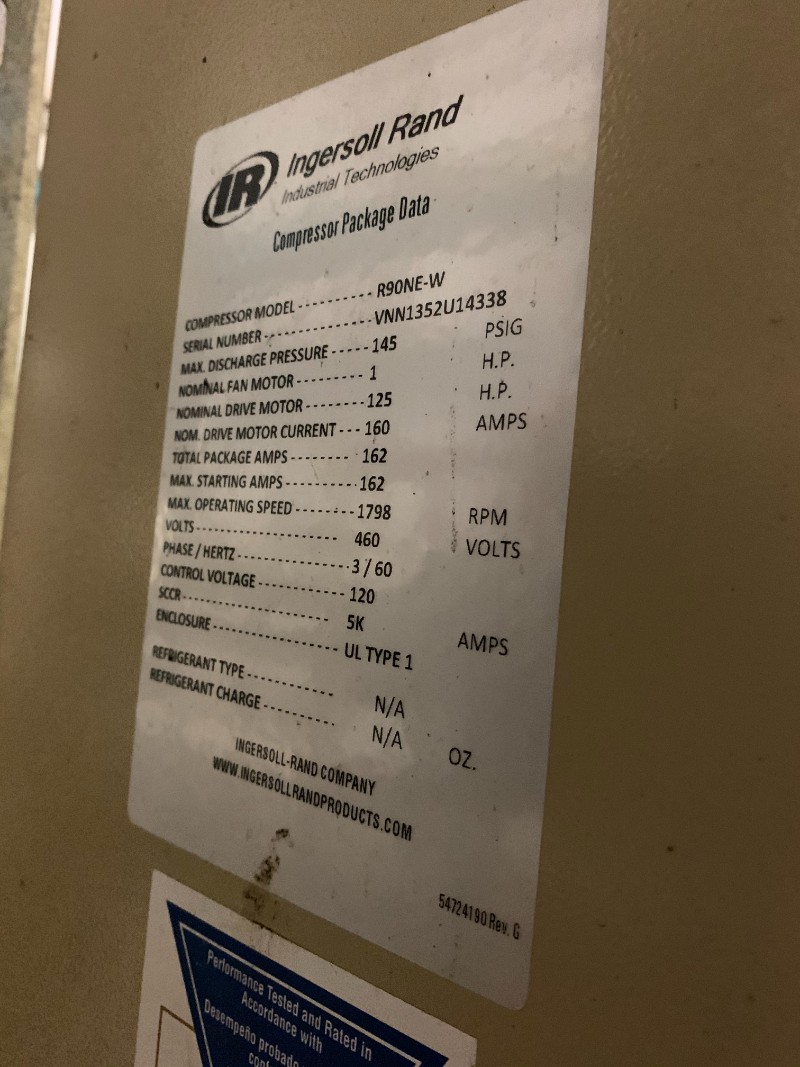 IR Ingersoll Rand
Industrial Technologies
Compressor Package Data
COMPRESSOR MODEL ---------- R90NE-W
SERIAL NUMBER --------------- VNN1352U14338
MAX. DISCHARGE PRESSURE ----- 145 PSIG
NOMINAL FAN MOTOR --------- 1 H.P.
NOMINAL DRIVE MOTOR -------- 125 H.P.
NOM. DRIVE MOTOR CURRENT --- 160 AMPS
TOTAL PACKAGE AMPS -------- 162
MAX. STARTING AMPS --------- 162
MAX. OPERATING SPEED -------- 1798 RPM
VOLTS ------------------- 460 VOLTS
PHASE / HERTZ --------------- 3 / 60
CONTROL VOLTAGE ------------ 120
SCCR -------------------- 5K AMPS
ENCLOSURE ----------------- UL TYPE 1
REFRIGERANT TYPE ------------ N/A
REFRIGERANT CHARGE ---------- N/A OZ.
INGERSOLL-RAND COMPANY
WWW.INGERSOLLRANDPRODUCTS.COM
54724190 Rev. G
Performance Tested and Rated in
Accordance with
Desempeño probado